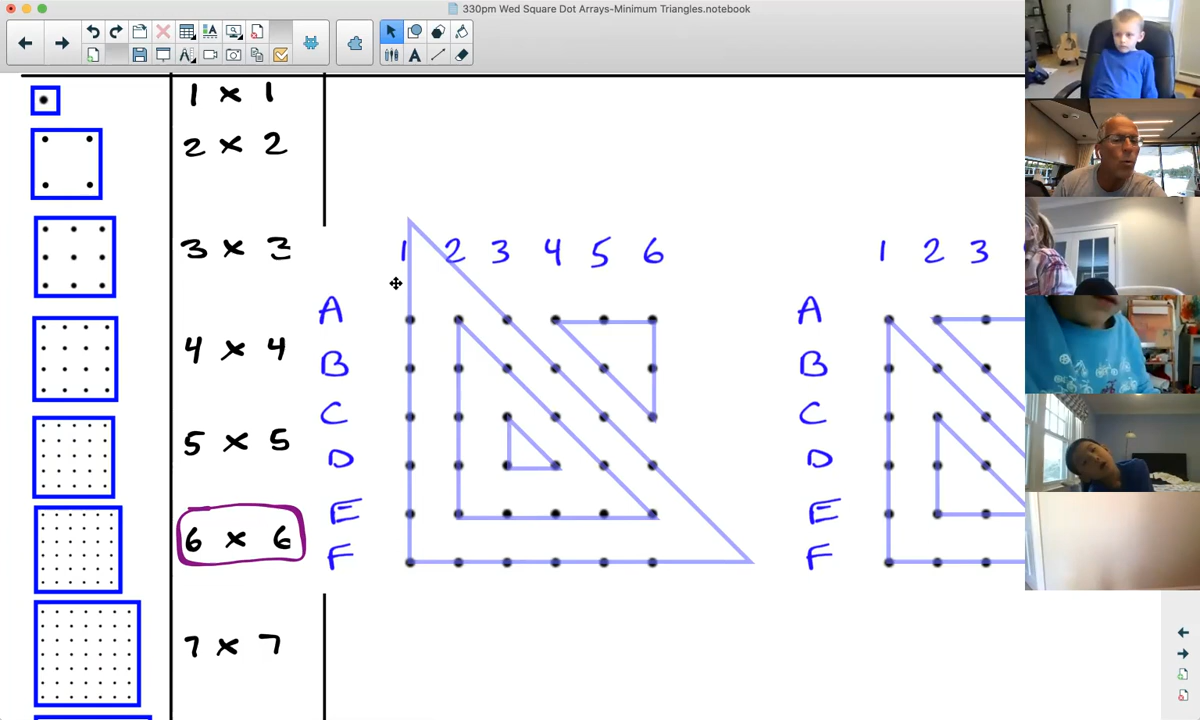 330pm Wed Square Dot Arrays-Minimum Triangles.notebook
A
1 x 1
2 x 2
3 x 3
4 x 4
5 x 5
6 x 6
7 x 7
1 2 3 4 5 6
A
B
C
D
E
F
1 2 3
A
B
C
D
E
F